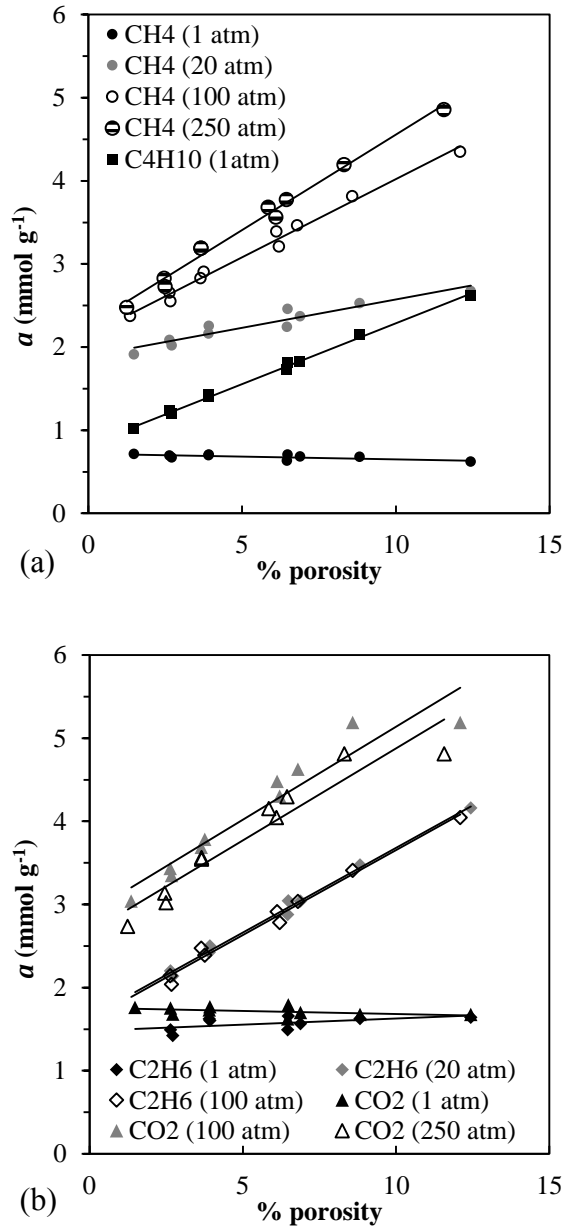 6
CH4 (1 atm)
CH4 (20 atm)
5
CH4 (100 atm)
CH4 (250 atm)
C4H10 (1atm)
4
3
2
1
0
a (mmol g-1)
0 5 10 15
(a) % porosity
6
5
4
3
2
1
0
a (mmol g-1)
C2H6 (1 atm) C2H6 (20 atm)
C2H6 (100 atm) CO2 (1 atm)
CO2 (100 atm) CO2 (250 atm)
0 5 10 15
(b) % porosity